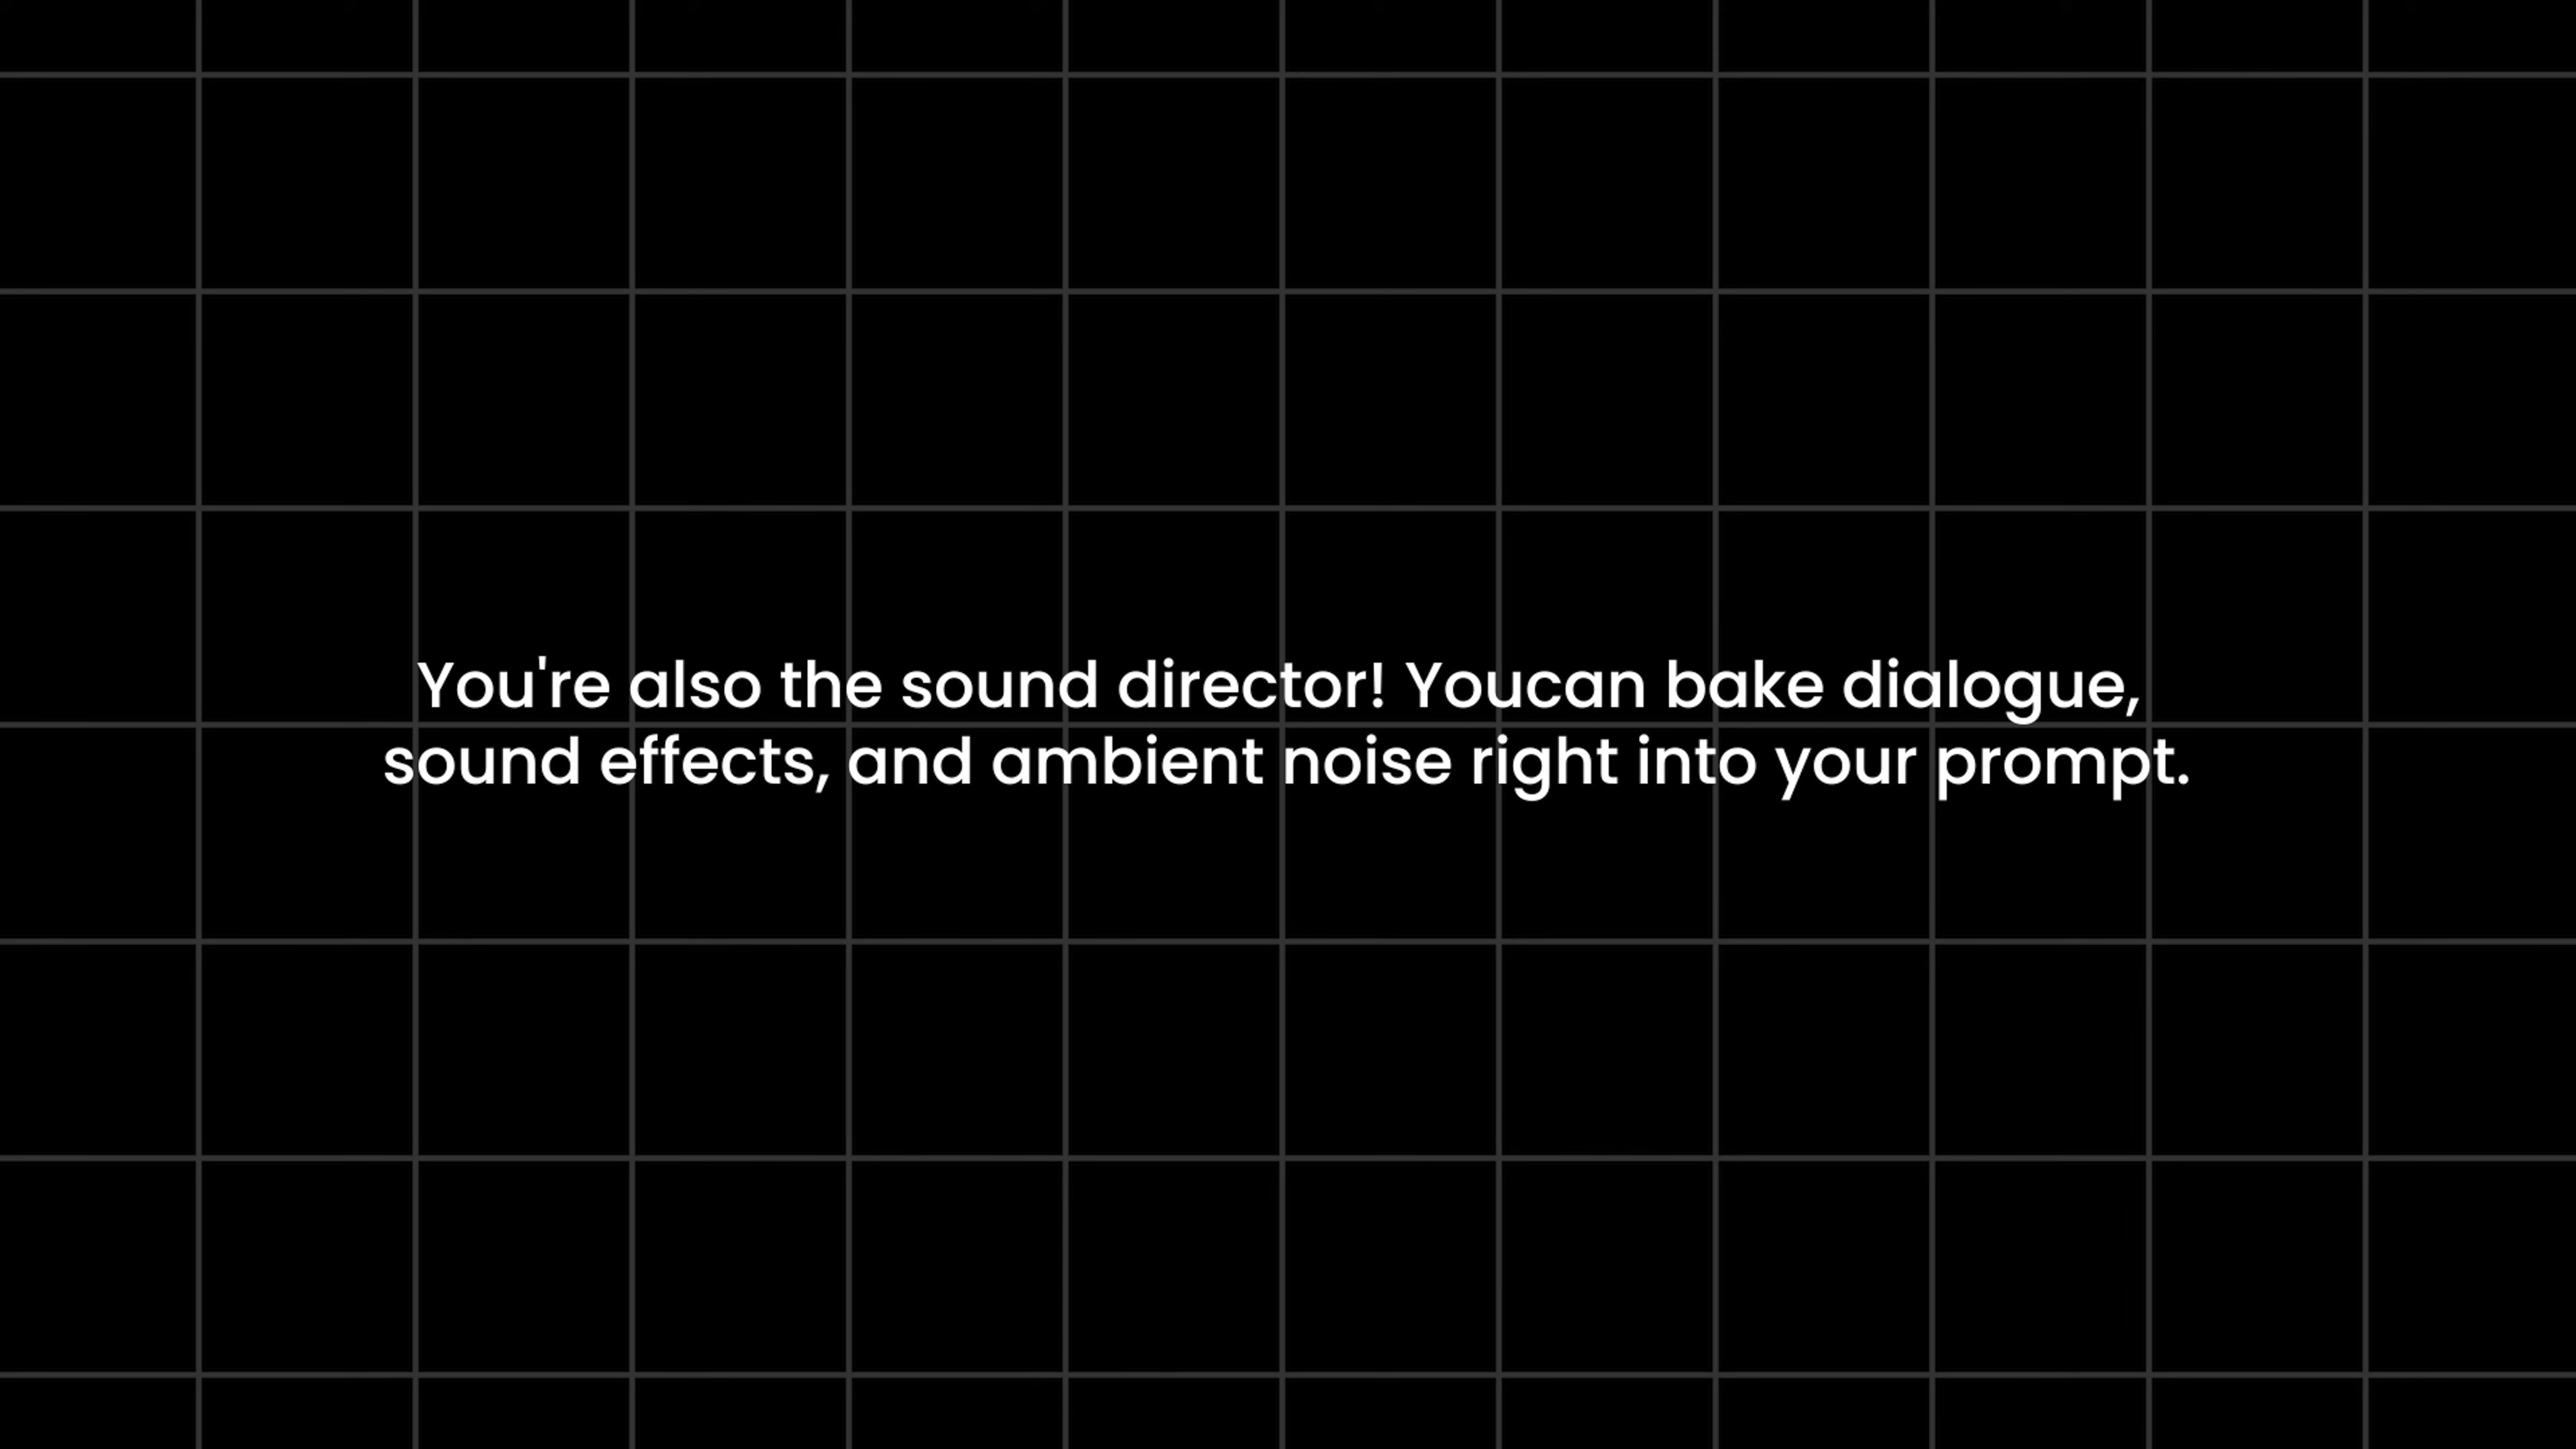 You're also the sound director! Youcan bake dialogue,
sound effects, and ambient noise right into your prompt.